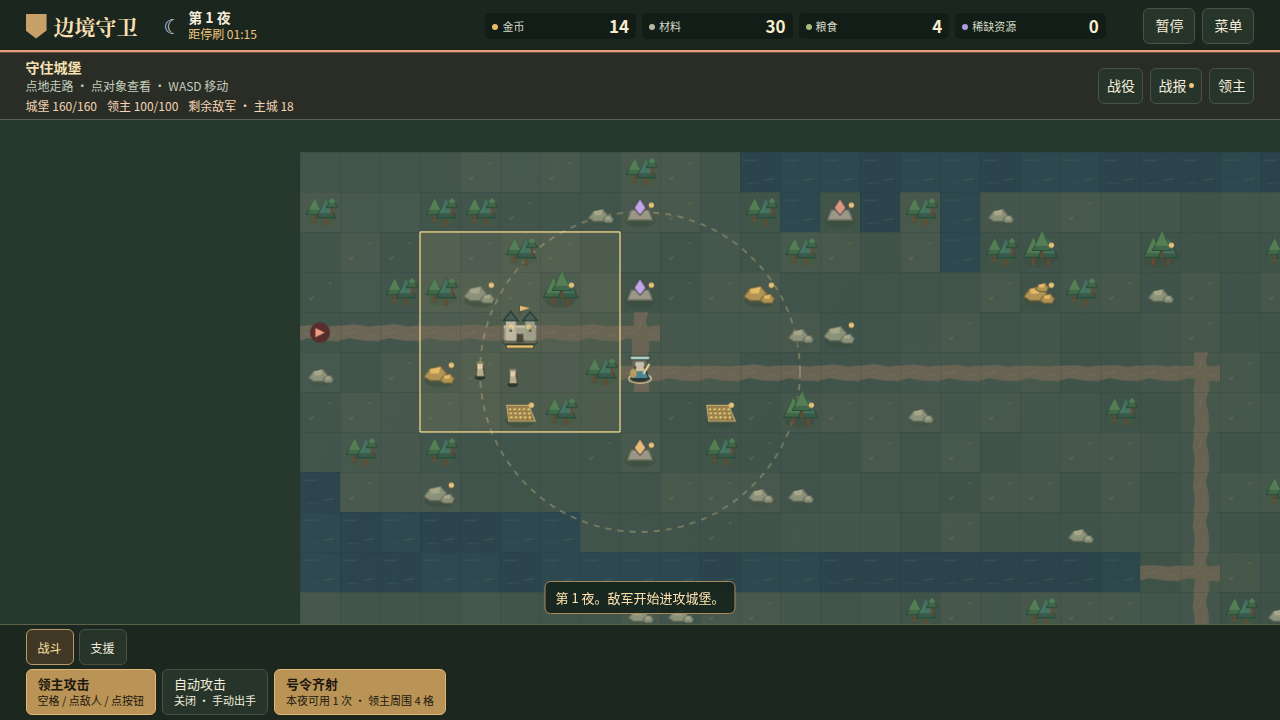 边境守卫
第 1 夜
距停刷 01:15
金币 14
材料 30
粮食 4
稀缺资源 0
暂停
菜单
守住城堡
点地走路 · 点对象查看 · WASD 移动
城堡 160/160 领主 100/100 剩余敌军 · 主城 18
战役
战报
领主
第 1 夜。敌军开始进攻城堡。
战斗
支援
领主攻击
空格 / 点敌人 / 点按钮
自动攻击
关闭 · 手动出手
号令齐射
本夜可用 1 次 · 领主周围 4 格